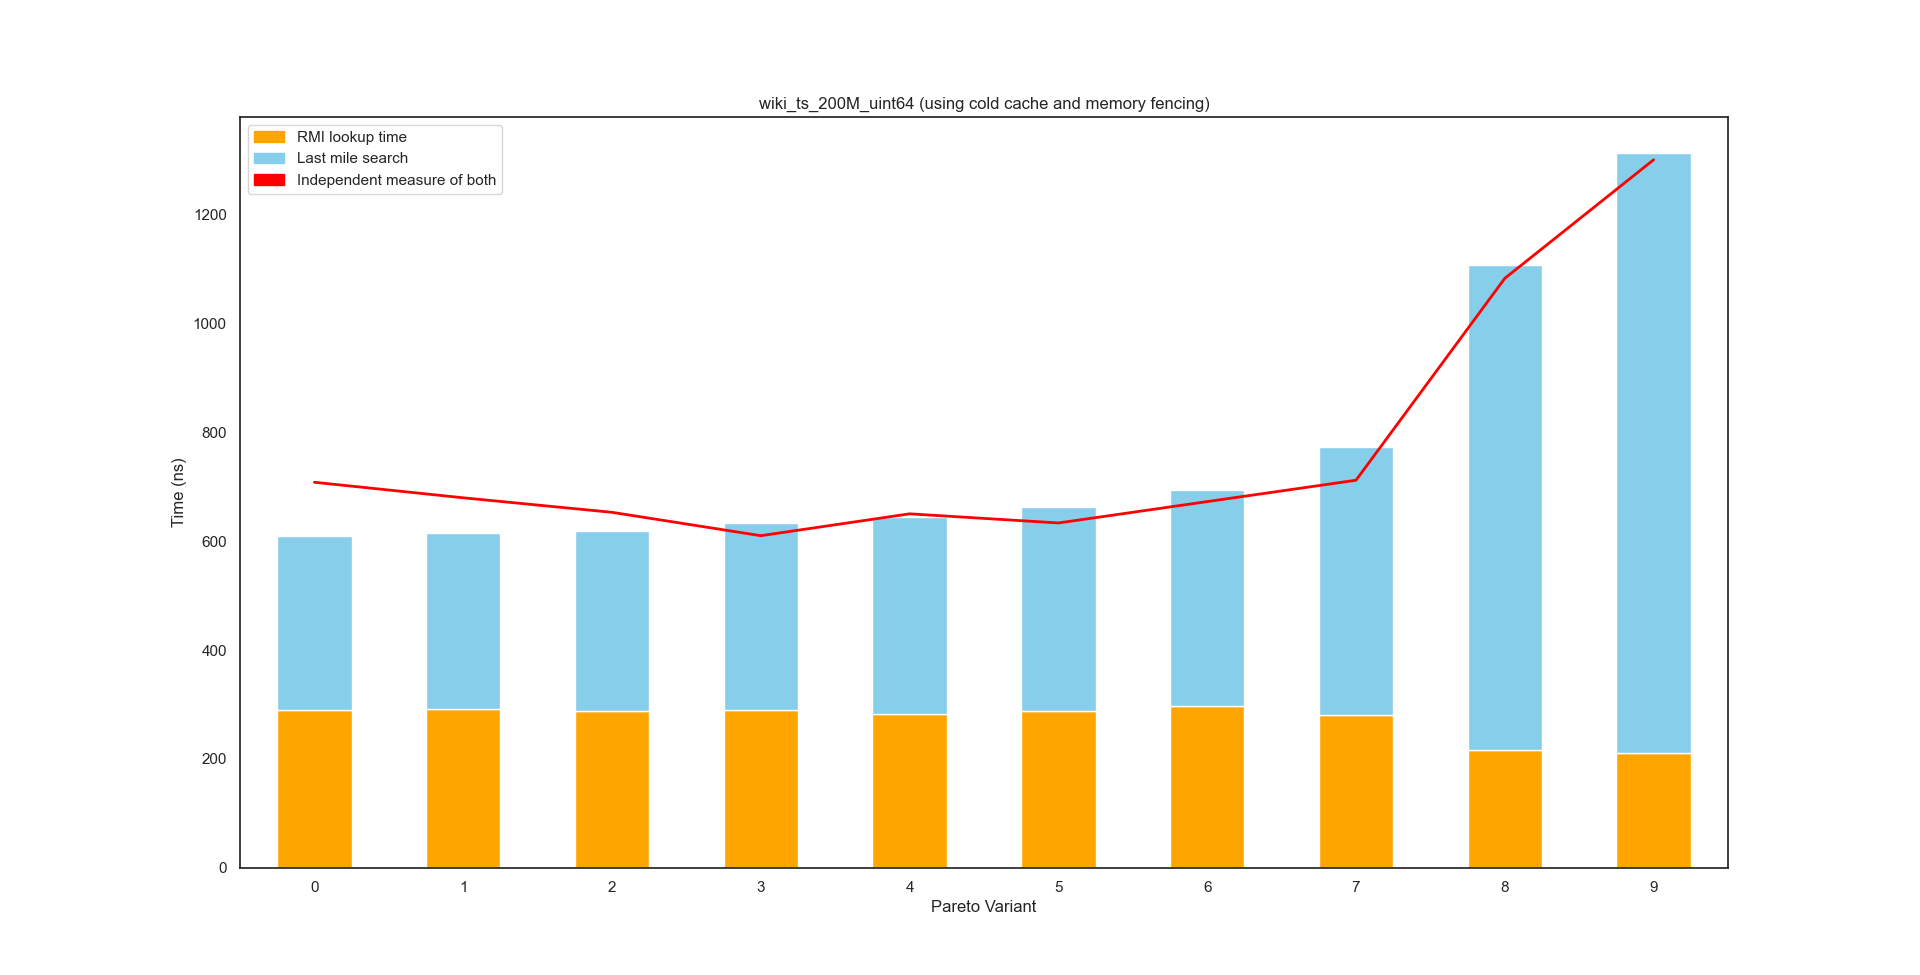 wiki_ts_200M_uint64 (using cold cache and memory fencing)
RMI lookup time
Last mile search
Independent measure of both
1200
1000
800
600
400
200
0
Time (ns)
0 1 2 3 4 5 6 7 8 9
Pareto Variant